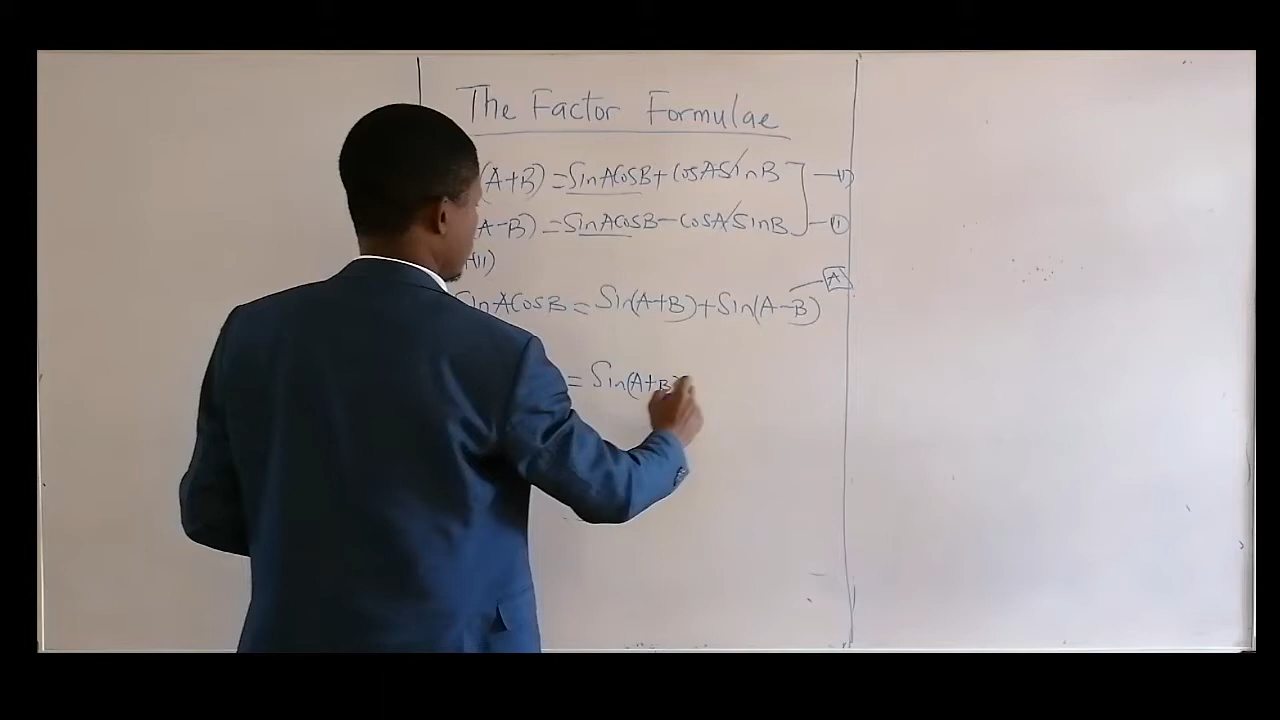 The Factor Formulae
(A+B) = SinACosB + CosASinB — (i)
A-B) = SinACosB - CosASinB — (ii)
+(ii)
SinACosB = Sin(A+B) + Sin(A-B) — A
= Sin(A+B)